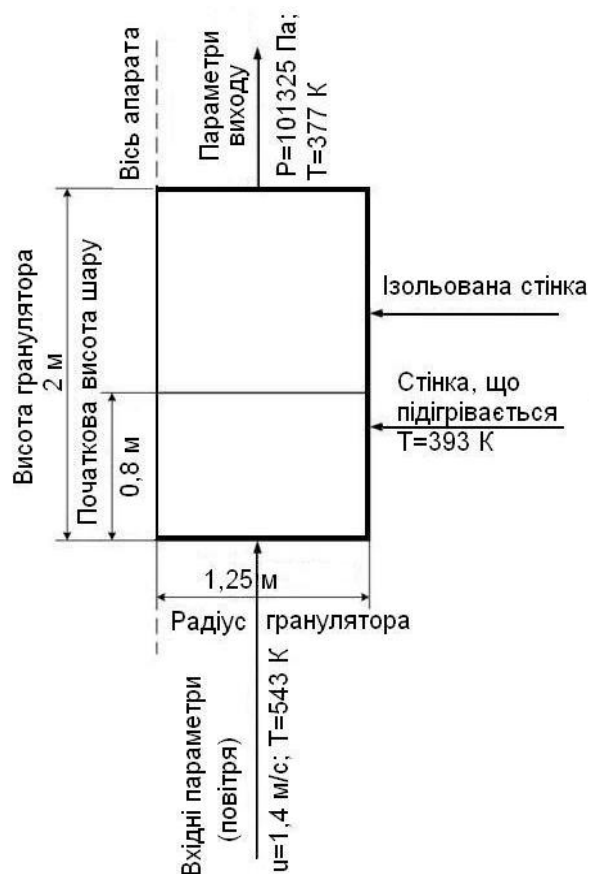 Вісь апарата
Параметри
виходу
P=101325 Па;
T=377 К
Висота гранулятора
2 м
Початкова висота шару
0,8 м
Ізольована стінка
Стінка, що
підігрівається
T=393 К
1,25 м
Радіус гранулятора
Вхідні параметри
(повітря)
u=1,4 м/с; T=543 К